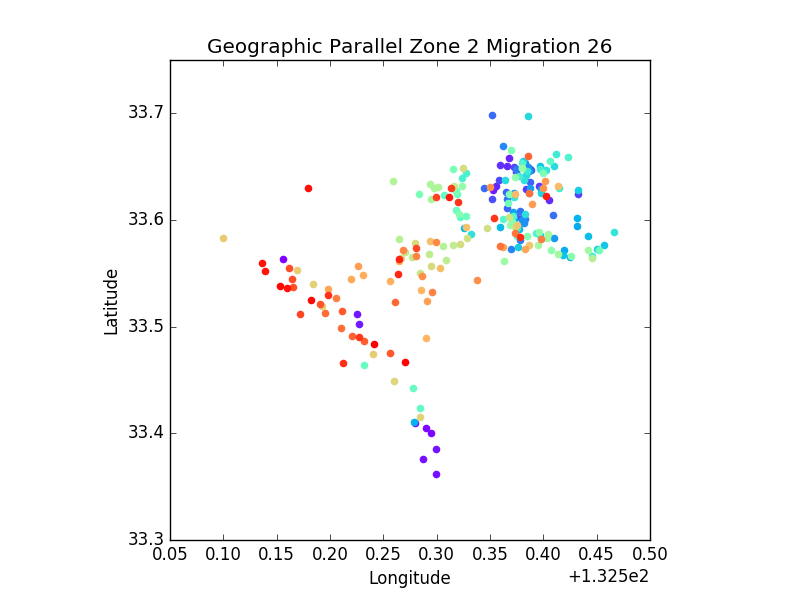 Geographic Parallel Zone 2 Migration 26
33.7
33.6
33.5
33.4
33.3
Latitude
0.05 0.10 0.15 0.20 0.25 0.30 0.35 0.40 0.45 0.50
Longitude
+1.325e2